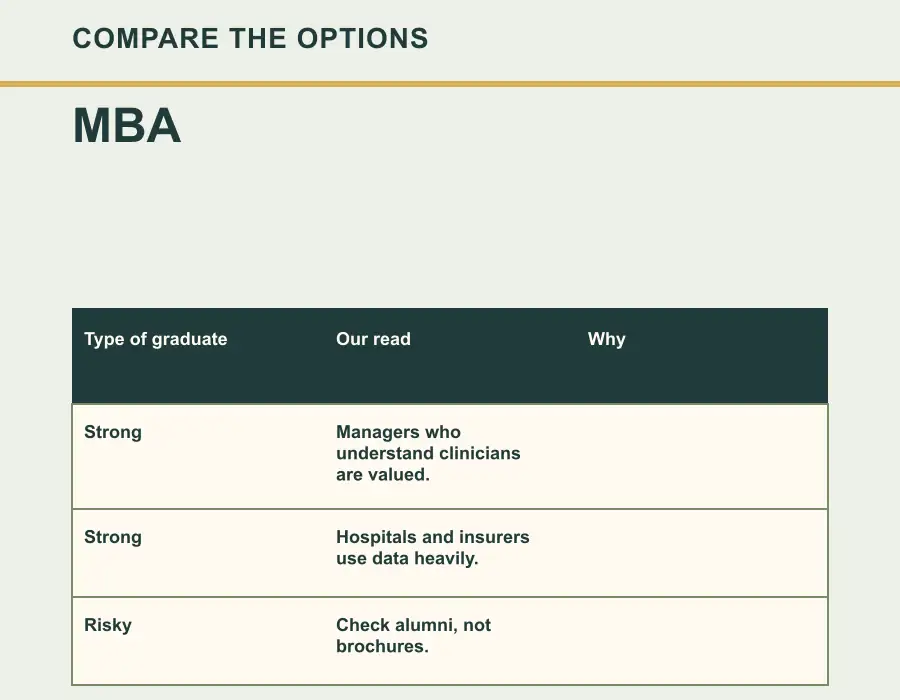 COMPARE THE OPTIONS
MBA
Type of graduate Our read Why
Strong Managers who
understand clinicians
are valued.
Strong Hospitals and insurers
use data heavily.
Risky Check alumni, not
brochures.